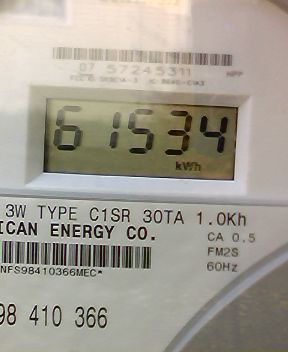 07 57245311
61534
kWh
3W TYPE C1SR 30TA 1.0Kh
ICAN ENERGY CO.
CA 0.5
FM2S
60Hz
NFS98410366MEC*
98 410 366